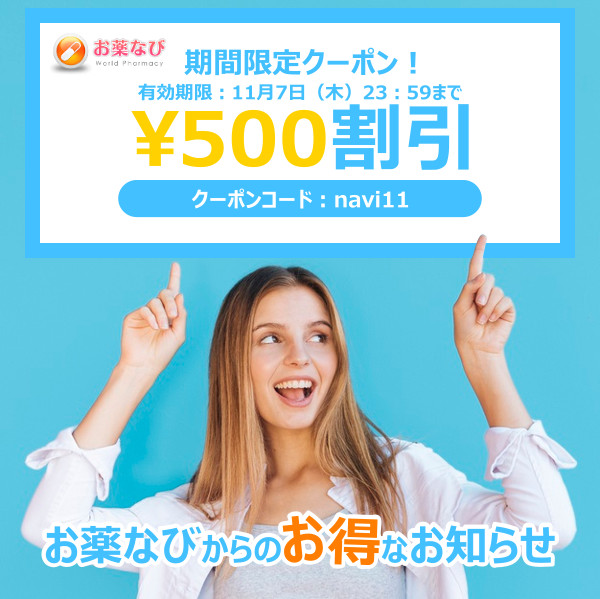 お薬なび
World Pharmacy
期間限定クーポン！
有効期限：11月7日（木）23：59まで
¥500割引
クーポンコード：navi11
お薬なびからのお得なお知らせ